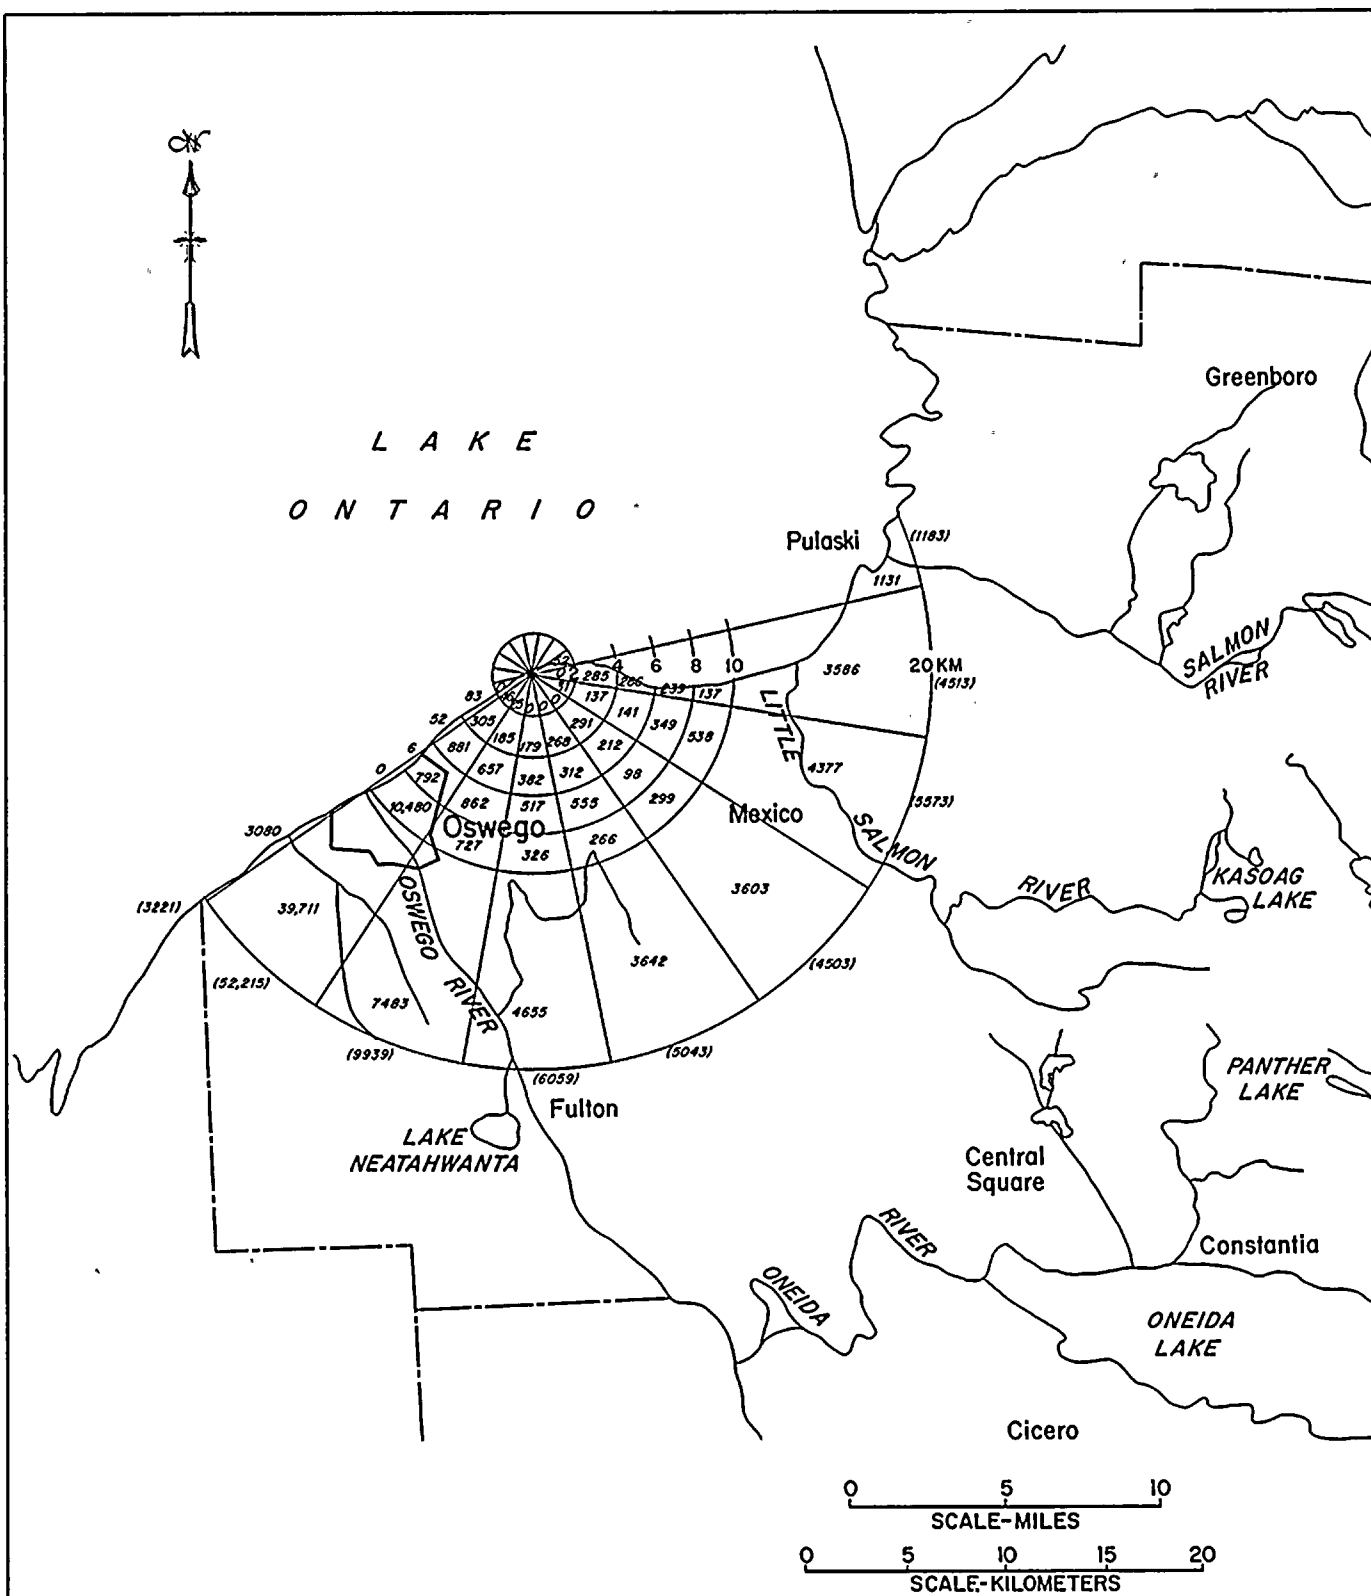 Greenboro
LAKE
ONTARIO
Pulaski
(1183)
1131
SALMON
RIVER
4 6 8 10
20 KM
3586
(4513)
285
266
239
137
83
137
LITTLE
52
305
291
141
349
538
6
881
185
179
268
212
4377
0
792
657
382
312
98
(5573)
10,480
862
517
555
299
Mexico
3080
Oswego
727
326
266
SALMON
RIVER
KASOAG
LAKE
3603
(3221)
39,711
OSWEGO
RIVER
3642
(4503)
(52,215)
7483
4655
(9939)
(5043)
(6059)
PANTHER
LAKE
Fulton
LAKE
NEATAHWANTA
Central
Square
RIVER
Constantia
ONEIDA
ONEIDA
LAKE
Cicero
0 5 10
SCALE-MILES
0 5 10 15 20
SCALE-KILOMETERS